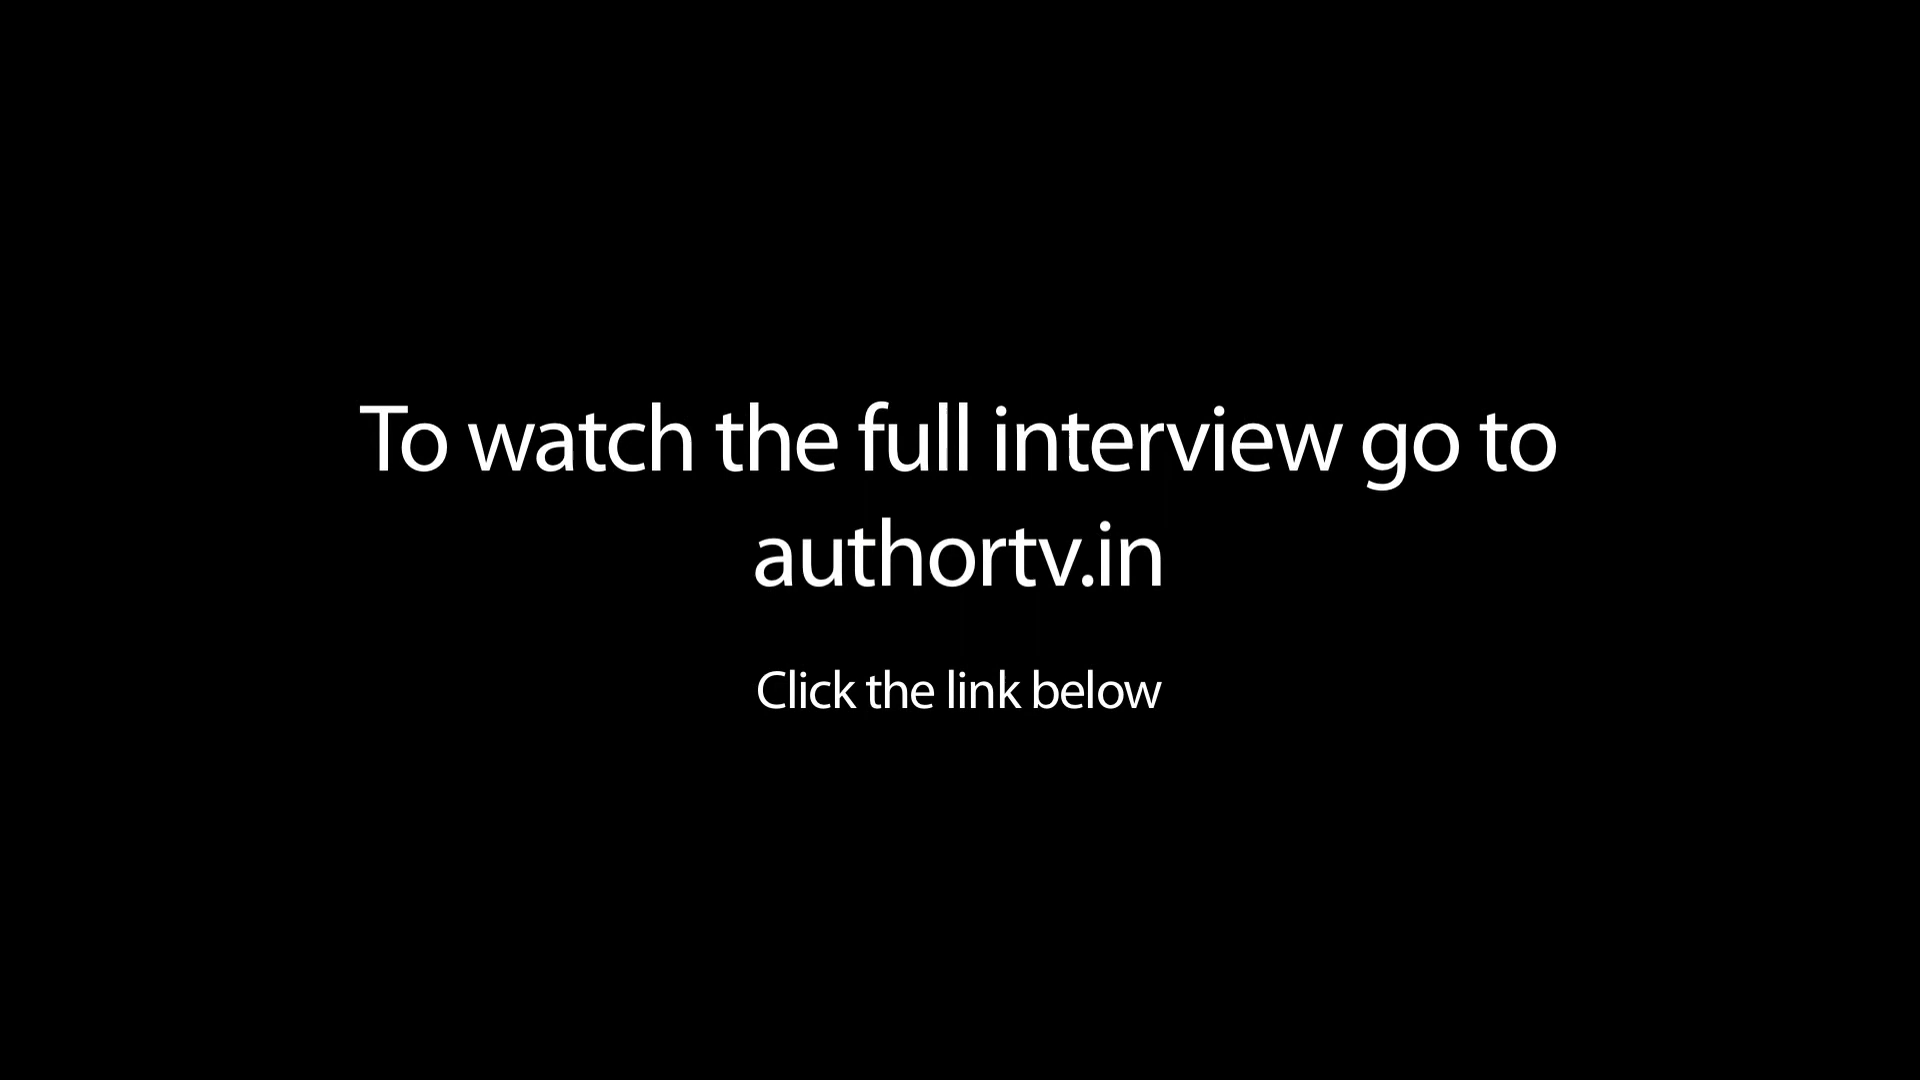 To watch the full interview go to
authortv.in
Click the link below